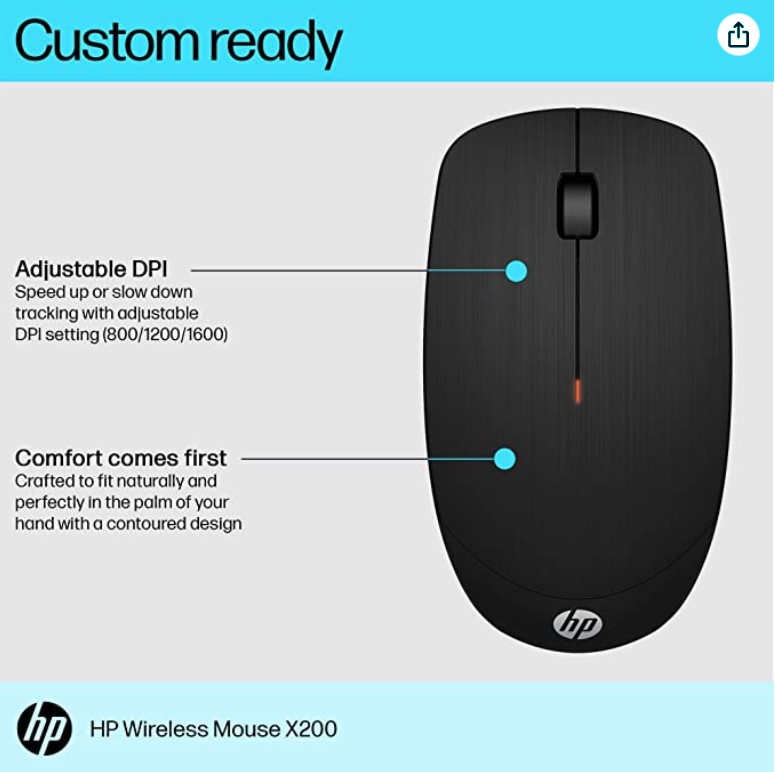 Custom ready
Adjustable DPI
Speed up or slow down
tracking with adjustable
DPI setting (800/1200/1600)
Comfort comes first
Crafted to fit naturally and
perfectly in the palm of your
hand with a contoured design
hp
hp
HP Wireless Mouse X200